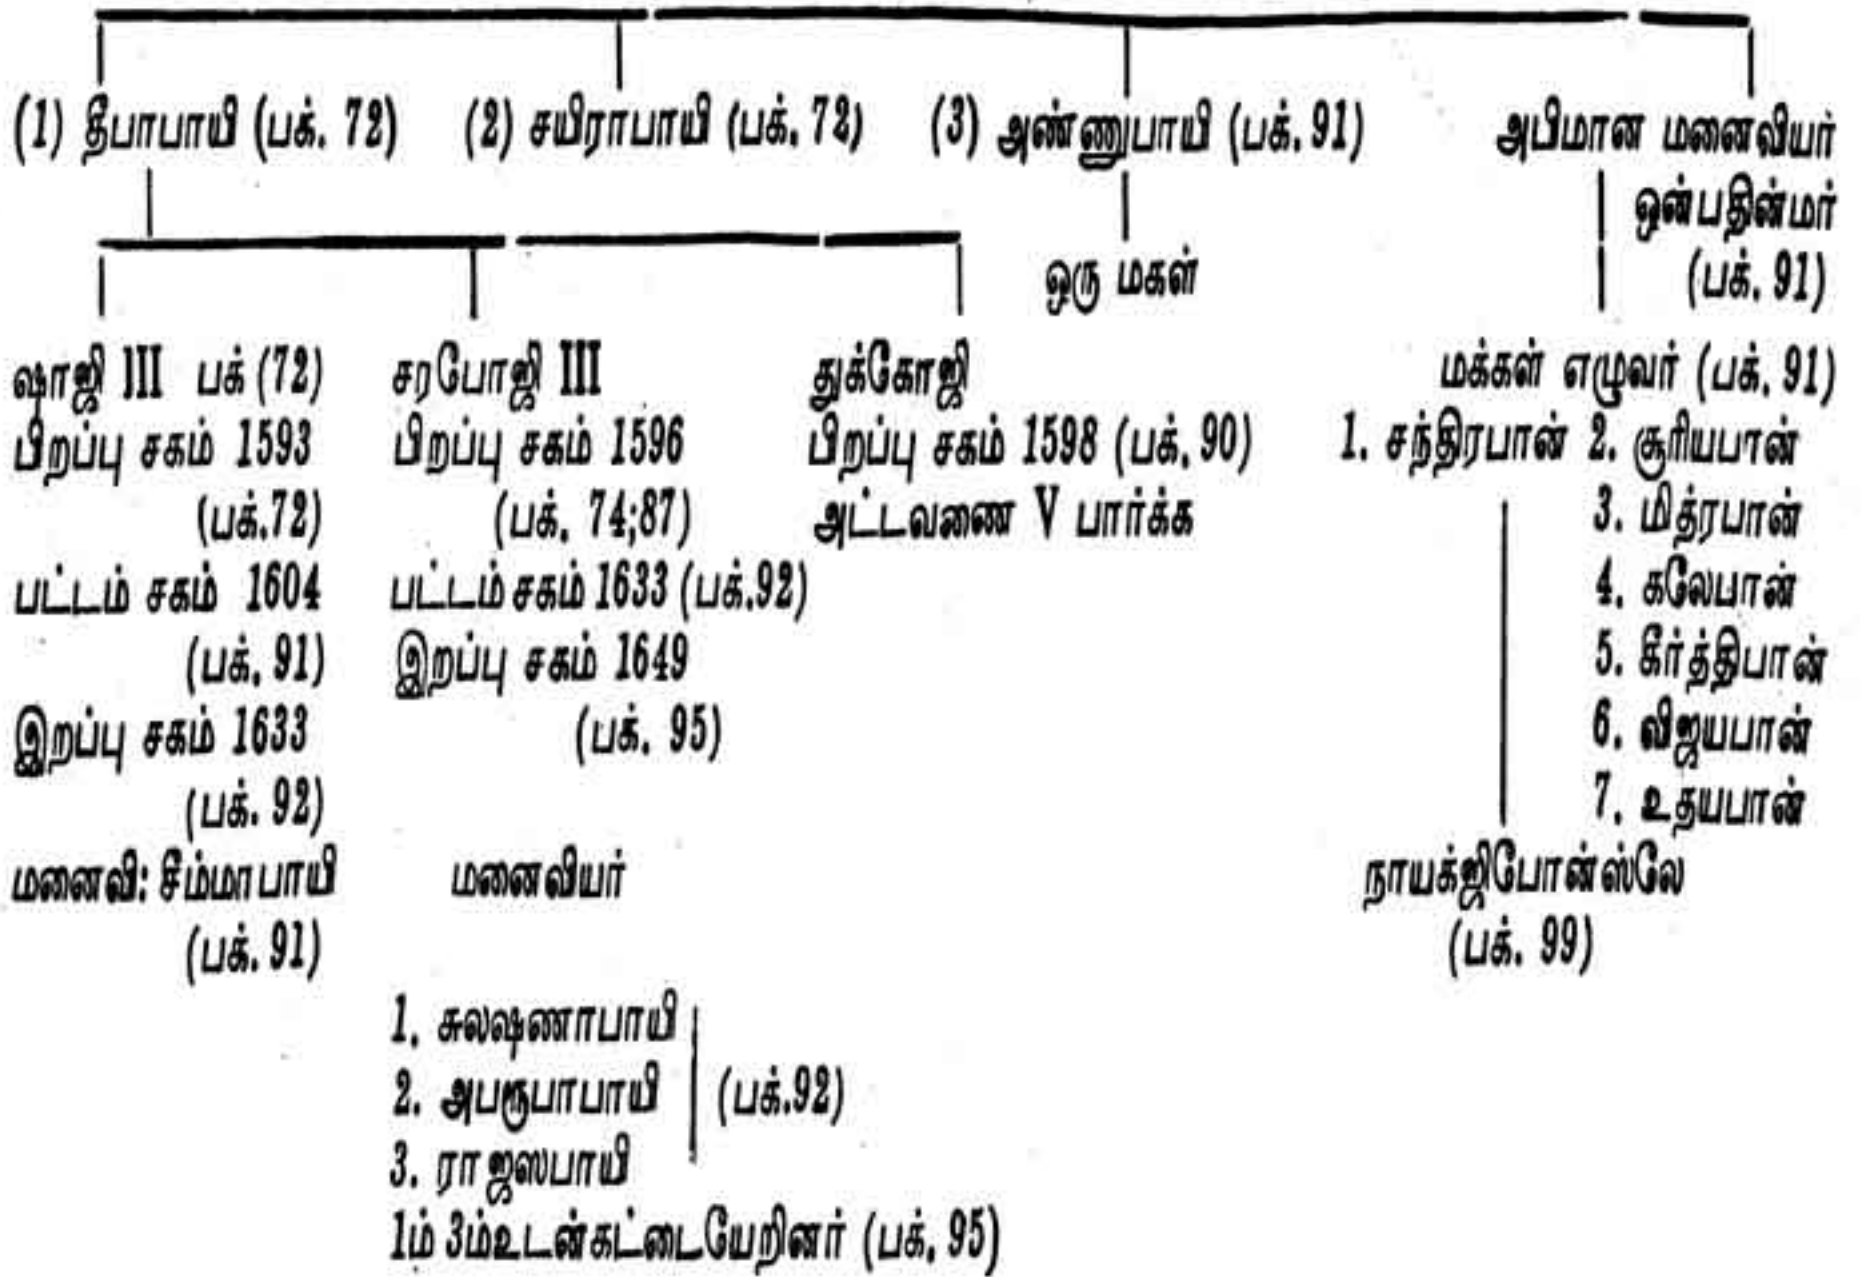 (1) தீபாபாயி (பக். 72) (2) சயிராபாயி (பக். 72) (3) அண்ணுபாயி (பக். 91) அபிமான மனைவியர்
ஒன்பதின்மர்
(பக். 91)
ஒரு மகள்
ஷாஜி III பக் (72)
பிறப்பு சகம் 1593
(பக்.72)
பட்டம் சகம் 1604
(பக். 91)
இறப்பு சகம் 1633
(பக். 92)
மனைவி: சிம்மாபாயி
(பக். 91)
சரபோஜி III
பிறப்பு சகம் 1596
(பக். 74;87)
பட்டம் சகம் 1633 (பக்.92)
இறப்பு சகம் 1649
(பக். 95)
மனைவியர்
1. சுலஷணாபாயி
2. அபரூபாபாயி (பக்.92)
3. ராஜஸபாயி
1ம் 3ம்உடன்கட்டையேறினர் (பக். 95)
துக்கோஜி
பிறப்பு சகம் 1598 (பக். 90)
அட்டவணை V பார்க்க
மக்கள் எழுவர் (பக். 91)
1. சந்திரபான் 2. சூரியபான்
3. மித்ரபான்
4. கலேபான்
5. கீர்த்திபான்
6. விஜயபான்
7. உதயபான்
நாயக்ஜிபோன்ஸ்லே
(பக். 99)